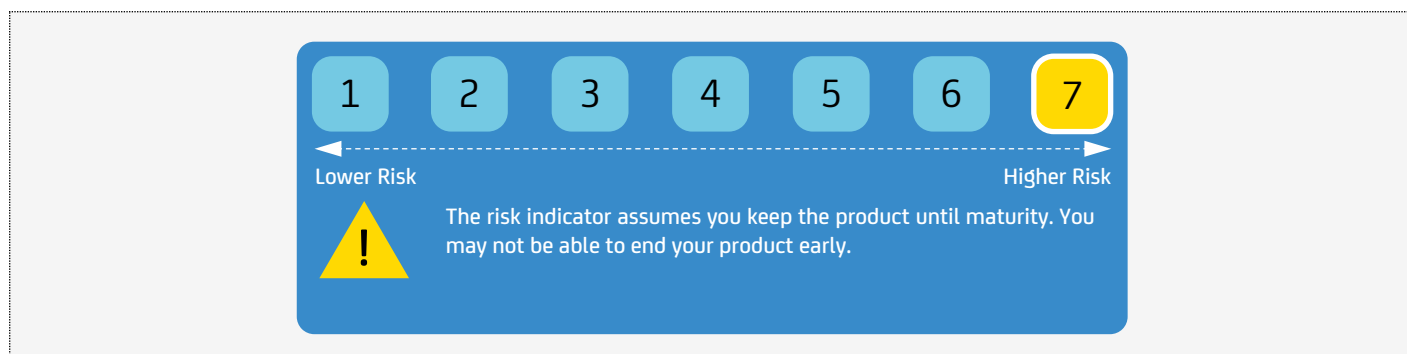 1 2 3 4 5 6 7
Lower Risk Higher Risk
The risk indicator assumes you keep the product until maturity. You
may not be able to end your product early.
!